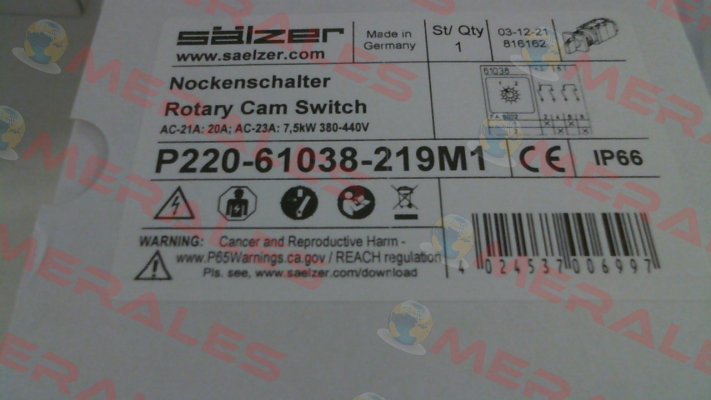 sälzer
www.saelzer.com
Made in
Germany
St/ Qty
1
03-12-21
816162
Nockenschalter
Rotary Cam Switch
AC-21A: 20A; AC-23A: 7,5kW 380-440V
61038
P220-61038-219M1
CE
IP66
WARNING: Cancer and Reproductive Harm -
www.P65Warnings.ca.gov / REACH regulation
Pls. see, www.saelzer.com/download
4 024537 006997
MERALES
MERALES
MERALES
MERALES
MERALES
MERALES